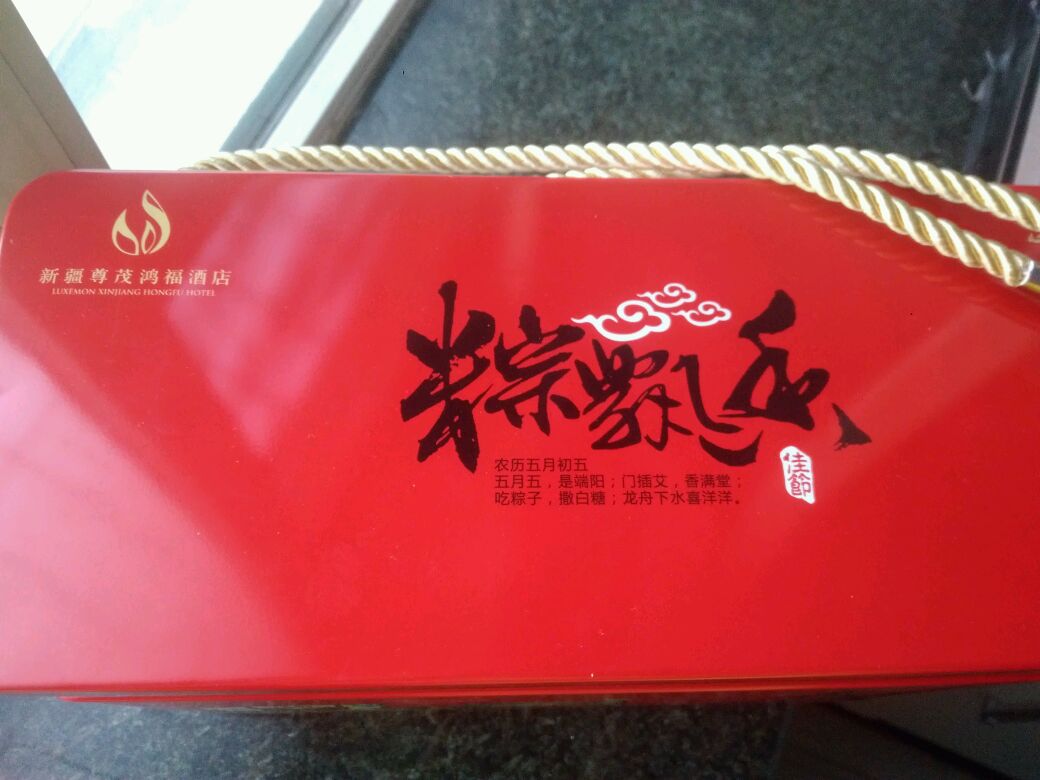 新疆尊茂鸿福酒店
LUXEMON XINJIANG HONGFU HOTEL
粽飘香
农历五月初五
五月五，是端阳；门插艾，香满堂；
吃粽子，撒白糖；龙舟下水喜洋洋。
佳節